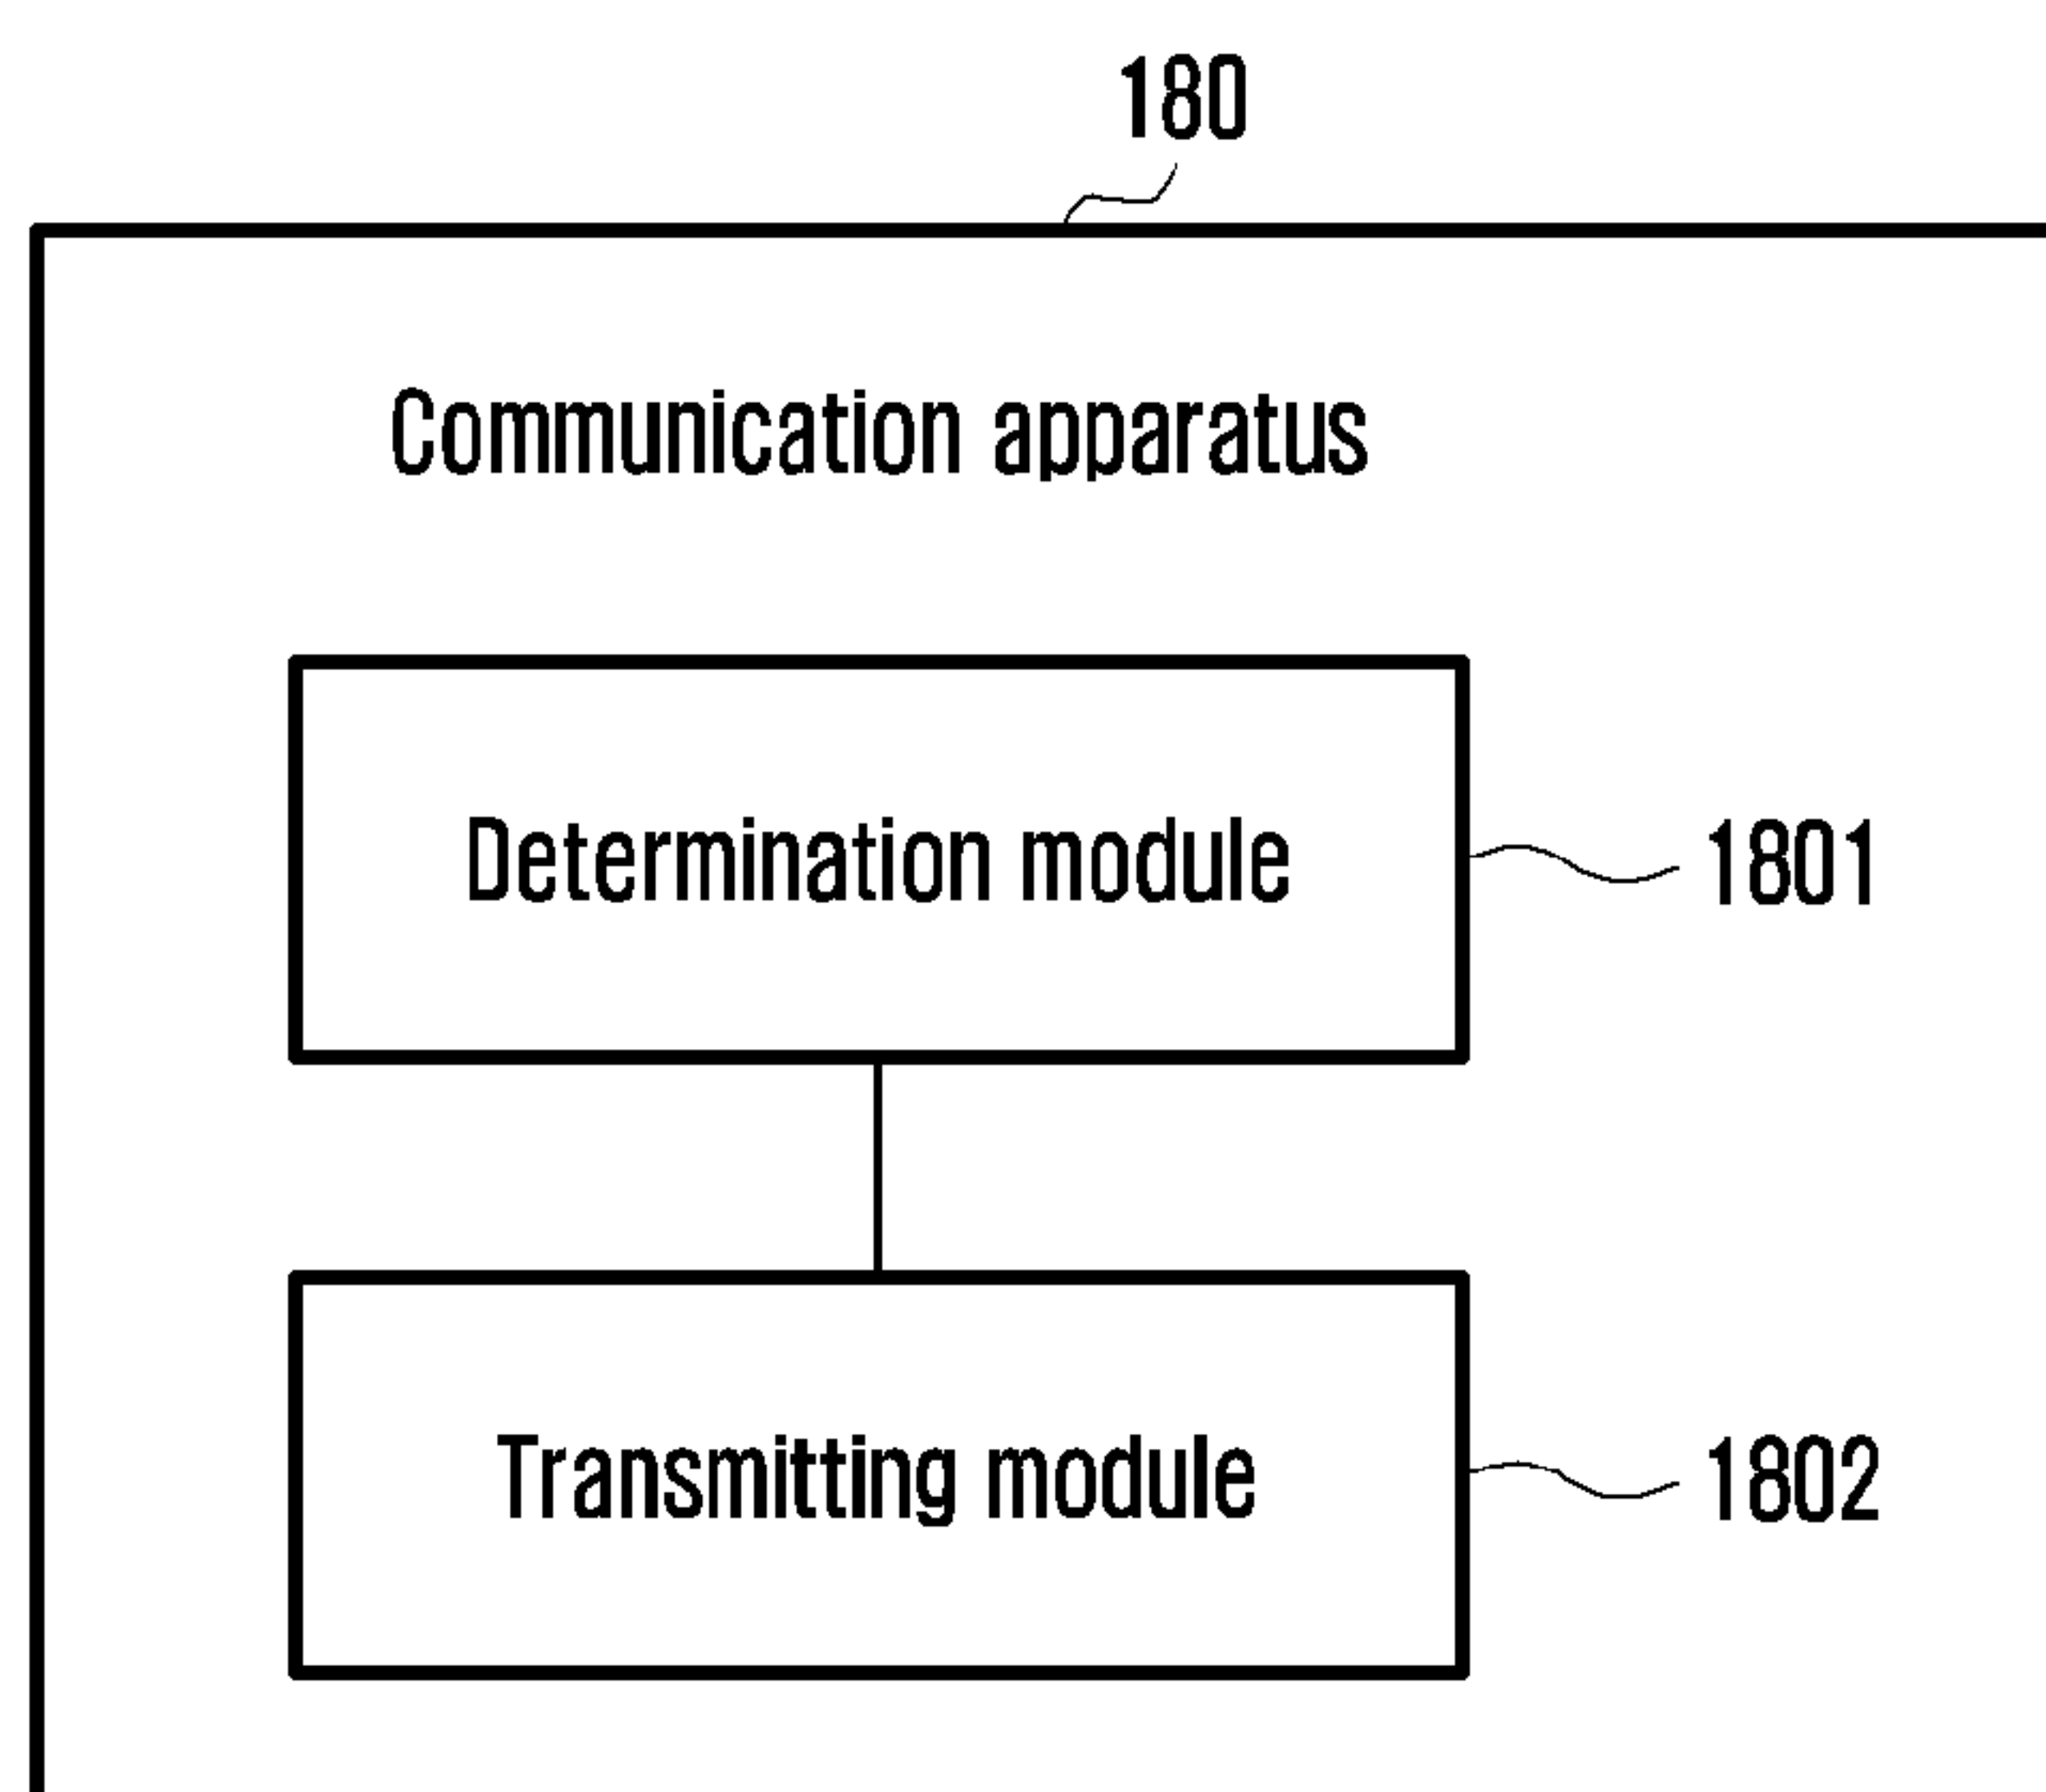 180
Communication apparatus
Determination module
1801
Transmitting module
1802